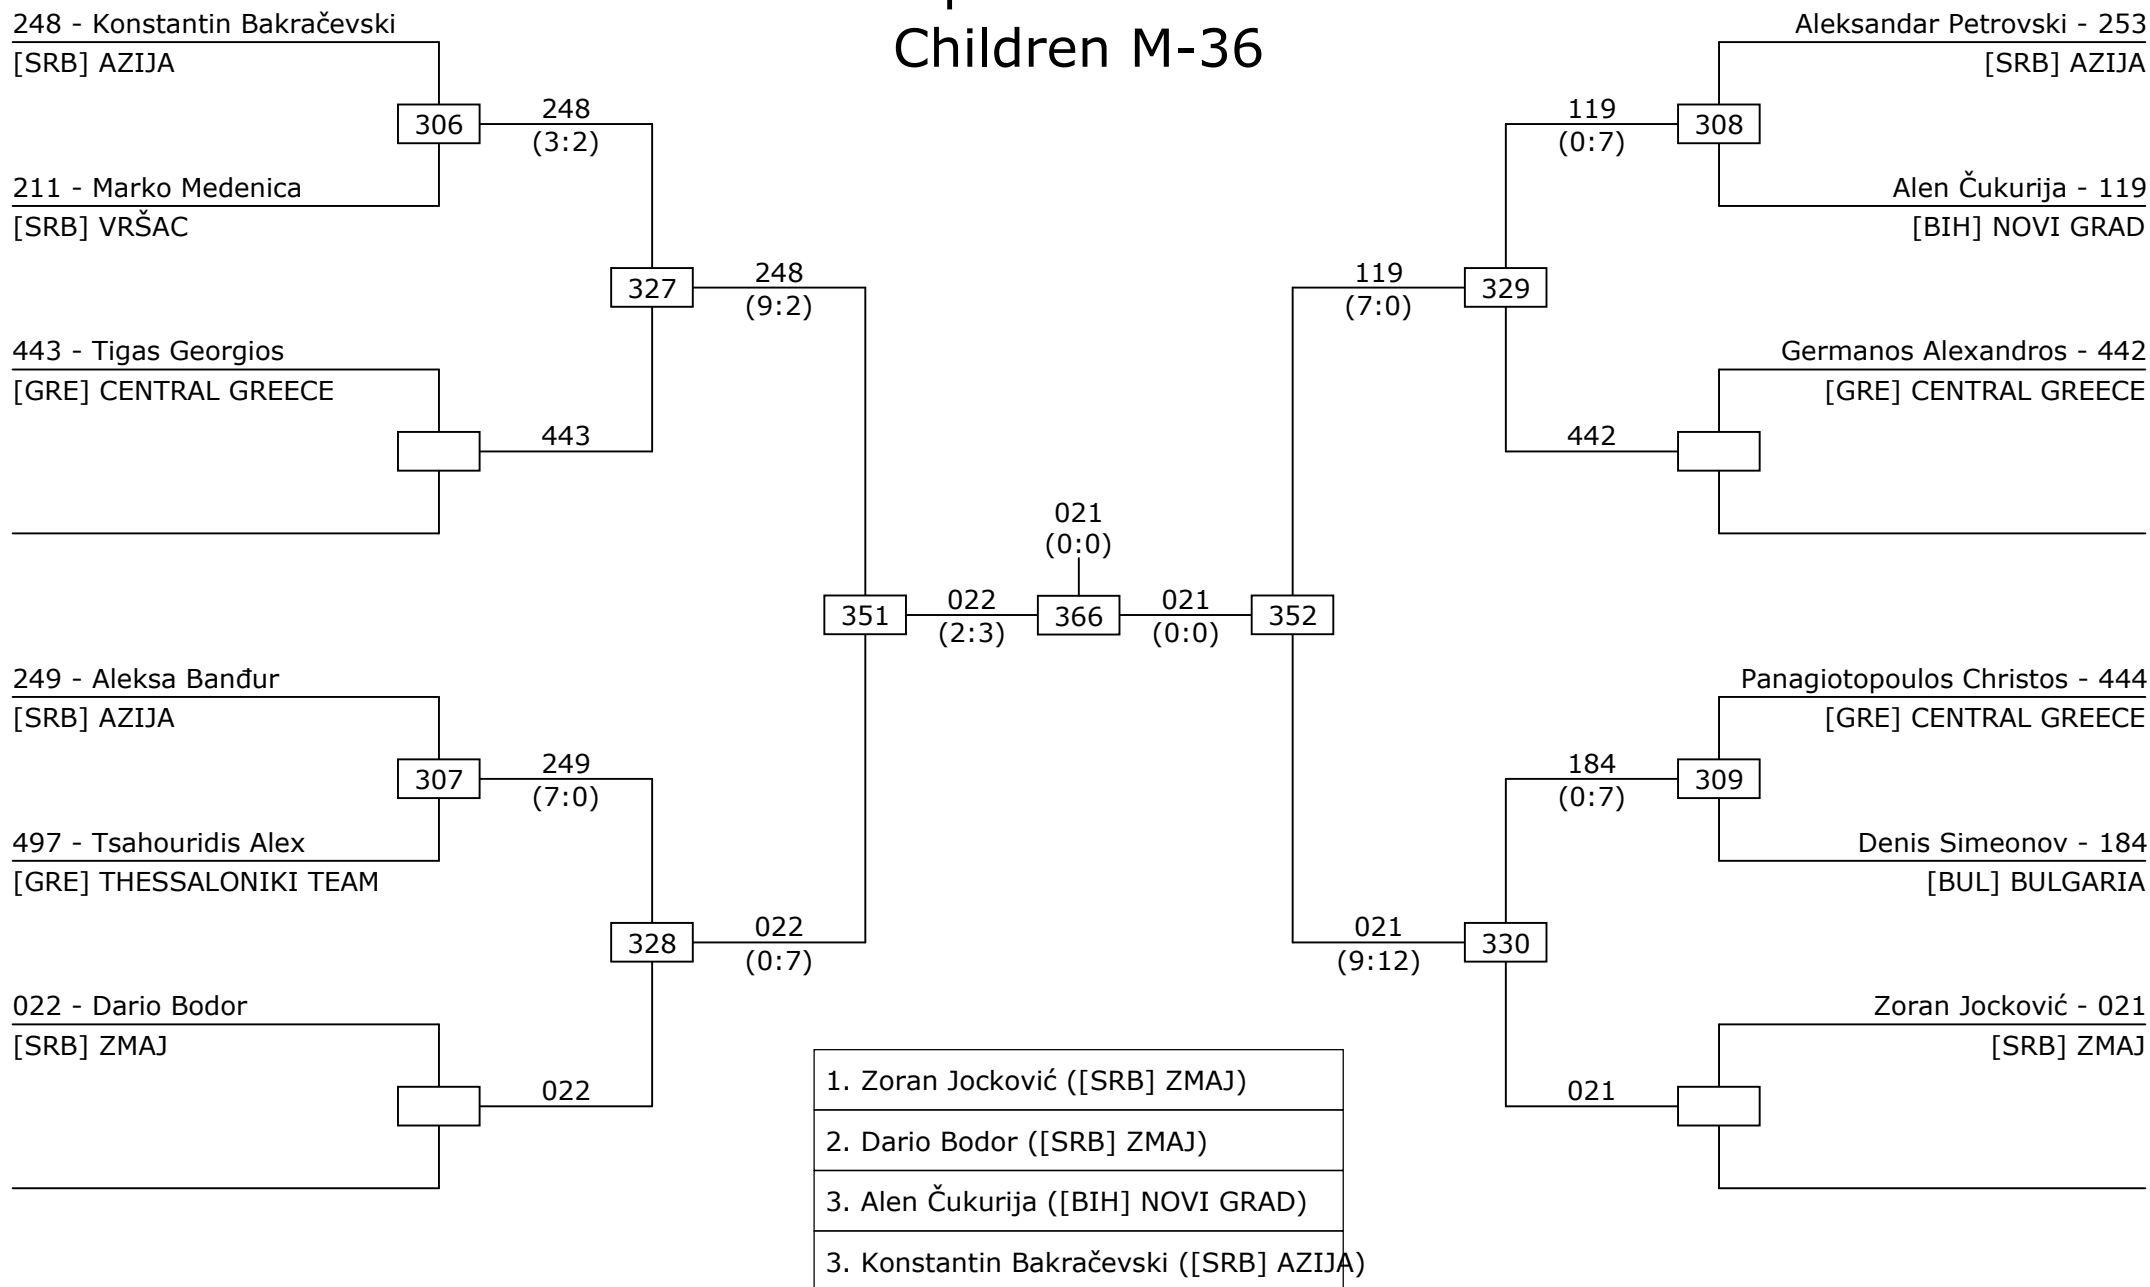 Children M-36
248 - Konstantin Bakračevski
[SRB] AZIJA
306
248
(3:2)
211 - Marko Medenica
[SRB] VRŠAC
327
248
(9:2)
443 - Tigas Georgios
[GRE] CENTRAL GREECE
443
351
022
(2:3)
249 - Aleksa Banđur
[SRB] AZIJA
307
249
(7:0)
497 - Tsahouridis Alex
[GRE] THESSALONIKI TEAM
328
022
(0:7)
022 - Dario Bodor
[SRB] ZMAJ
022
021
(0:0)
366
Aleksandar Petrovski - 253
[SRB] AZIJA
119
(0:7)
308
Alen Čukurija - 119
[BIH] NOVI GRAD
119
(7:0)
329
Germanos Alexandros - 442
[GRE] CENTRAL GREECE
442
021
(0:0)
352
Panagiotopoulos Christos - 444
[GRE] CENTRAL GREECE
184
(0:7)
309
Denis Simeonov - 184
[BUL] BULGARIA
021
(9:12)
330
Zoran Jocković - 021
[SRB] ZMAJ
021
1. Zoran Jocković ([SRB] ZMAJ)
2. Dario Bodor ([SRB] ZMAJ)
3. Alen Čukurija ([BIH] NOVI GRAD)
3. Konstantin Bakračevski ([SRB] AZIJA)